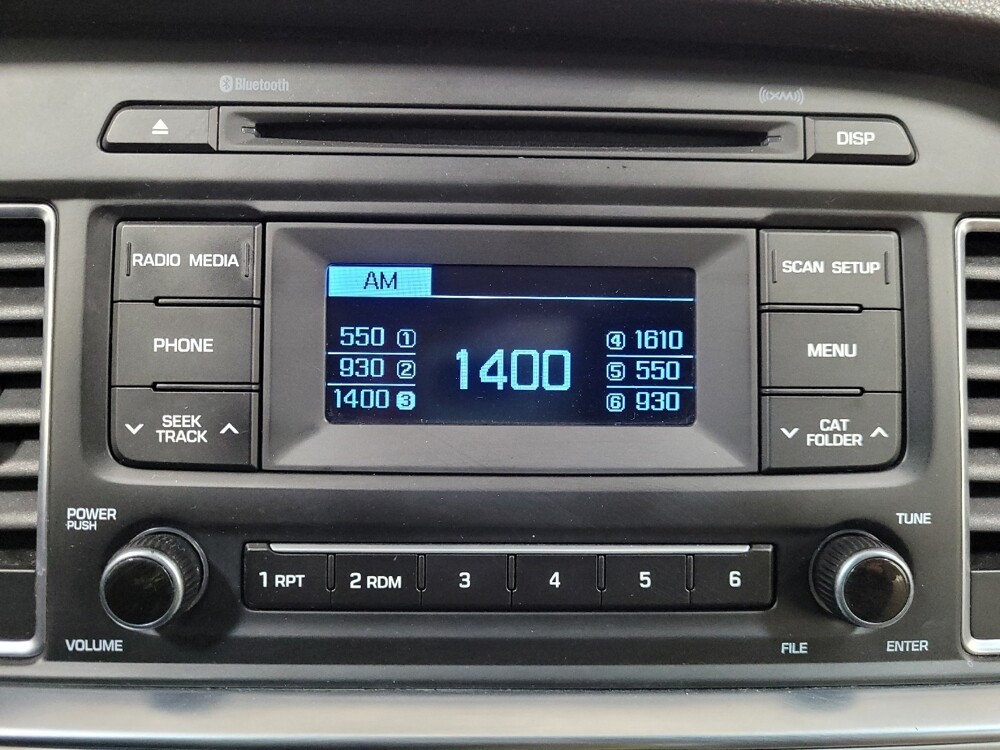 Bluetooth
((XM))
DISP
RADIO MEDIA
PHONE
SEEK
TRACK
AM
550 1
930 2
1400 3
1400
4 1610
5 550
6 930
SCAN SETUP
MENU
CAT
FOLDER
POWER
PUSH
VOLUME
1 RPT
2 RDM
3
4
5
6
TUNE
FILE
ENTER